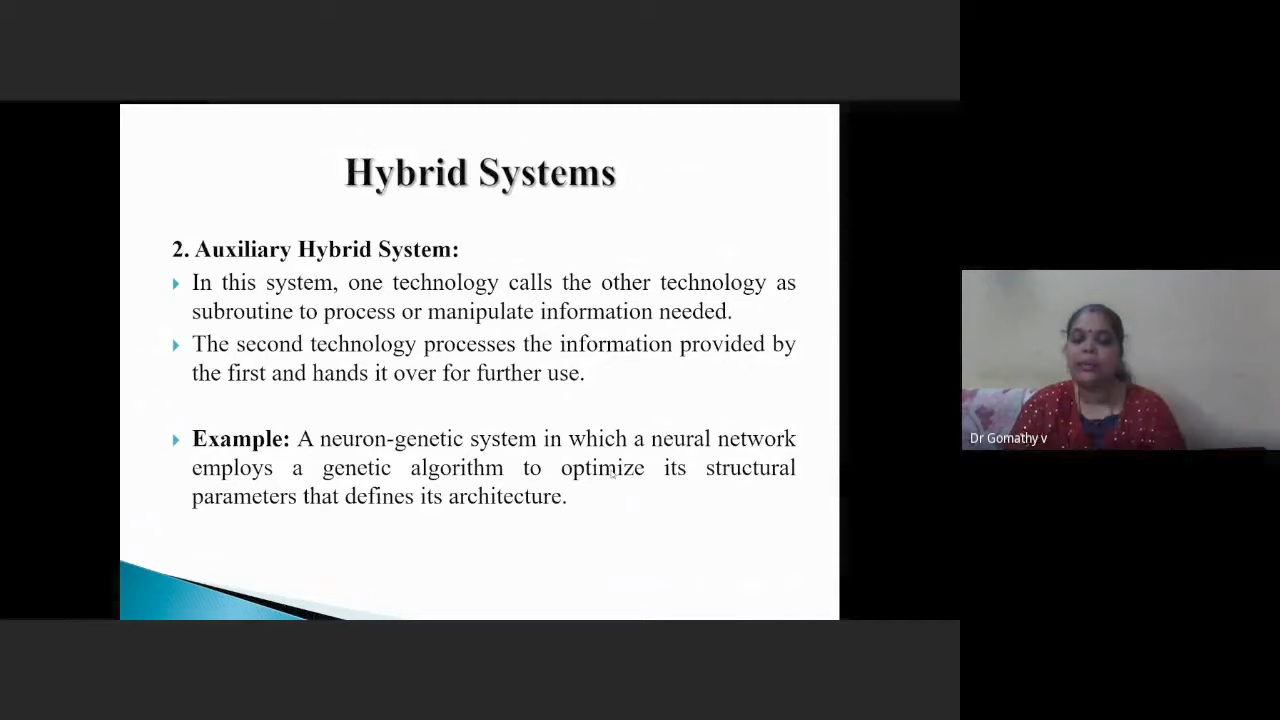 Hybrid Systems
2. Auxiliary Hybrid System:
In this system, one technology calls the other technology as
subroutine to process or manipulate information needed.
The second technology processes the information provided by
the first and hands it over for further use.
Example: A neuron-genetic system in which a neural network
employs a genetic algorithm to optimize its structural
parameters that defines its architecture.
Dr Gomathy v